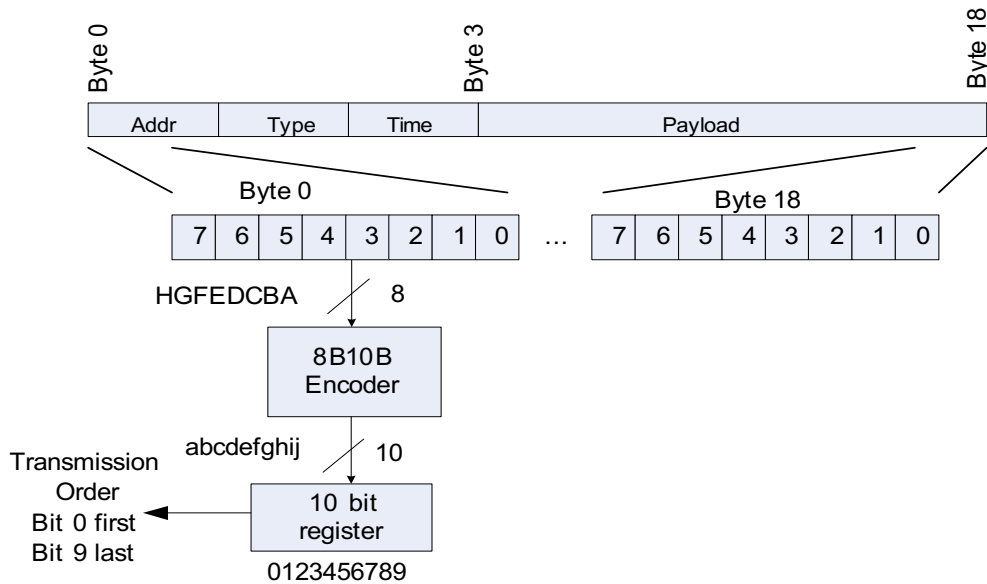 Byte 0
Byte 3
Byte 18
Addr Type Time Payload
Byte 0
Byte 18
7 6 5 4 3 2 1 0 ... 7 6 5 4 3 2 1 0
HGFEDCBA
8
8B10B
Encoder
abcdefghij
10
Transmission
Order
Bit 0 first
Bit 9 last
10 bit
register
0123456789